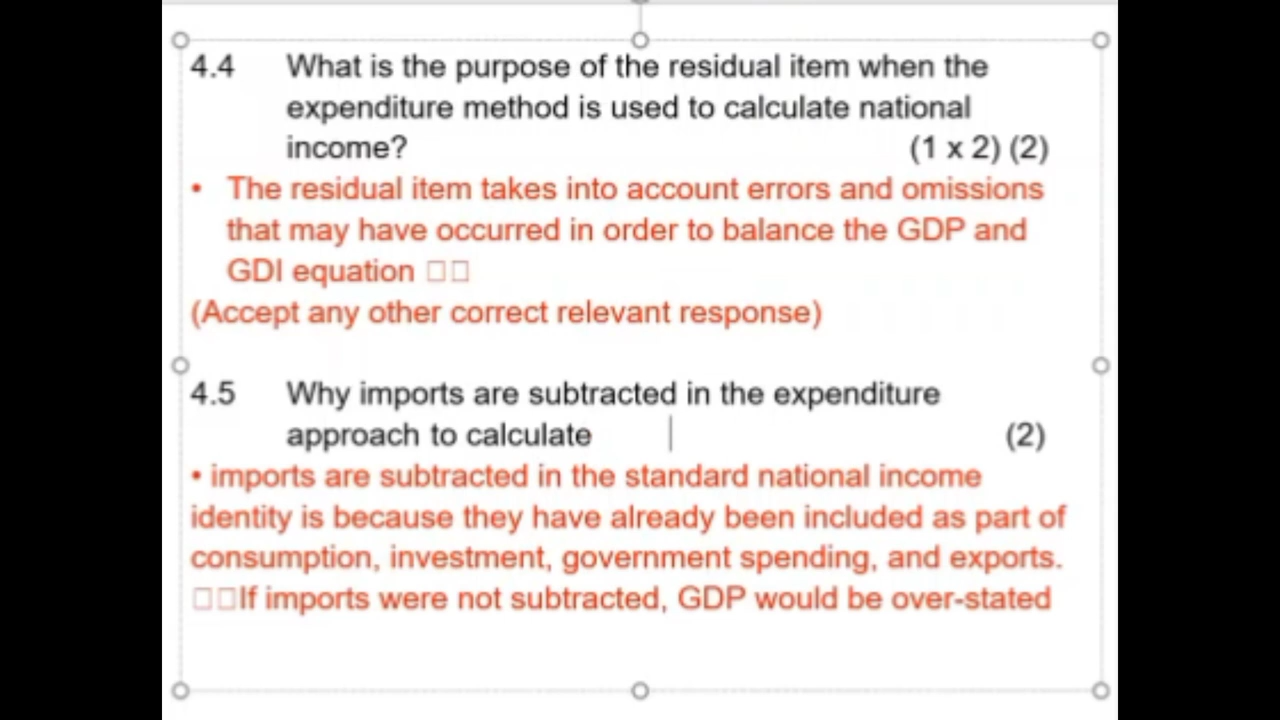 4.4 What is the purpose of the residual item when the
expenditure method is used to calculate national
income? (1 x 2) (2)
• The residual item takes into account errors and omissions
that may have occurred in order to balance the GDP and
GDI equation □□
(Accept any other correct relevant response)
4.5 Why imports are subtracted in the expenditure
approach to calculate (2)
• imports are subtracted in the standard national income
identity is because they have already been included as part of
consumption, investment, government spending, and exports.
□□If imports were not subtracted, GDP would be over-stated